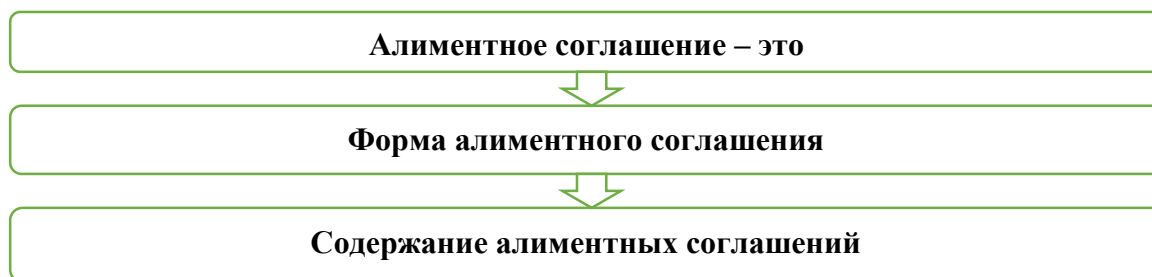 Алиментное соглашение – это
Форма алиментного соглашения
Содержание алиментных соглашений